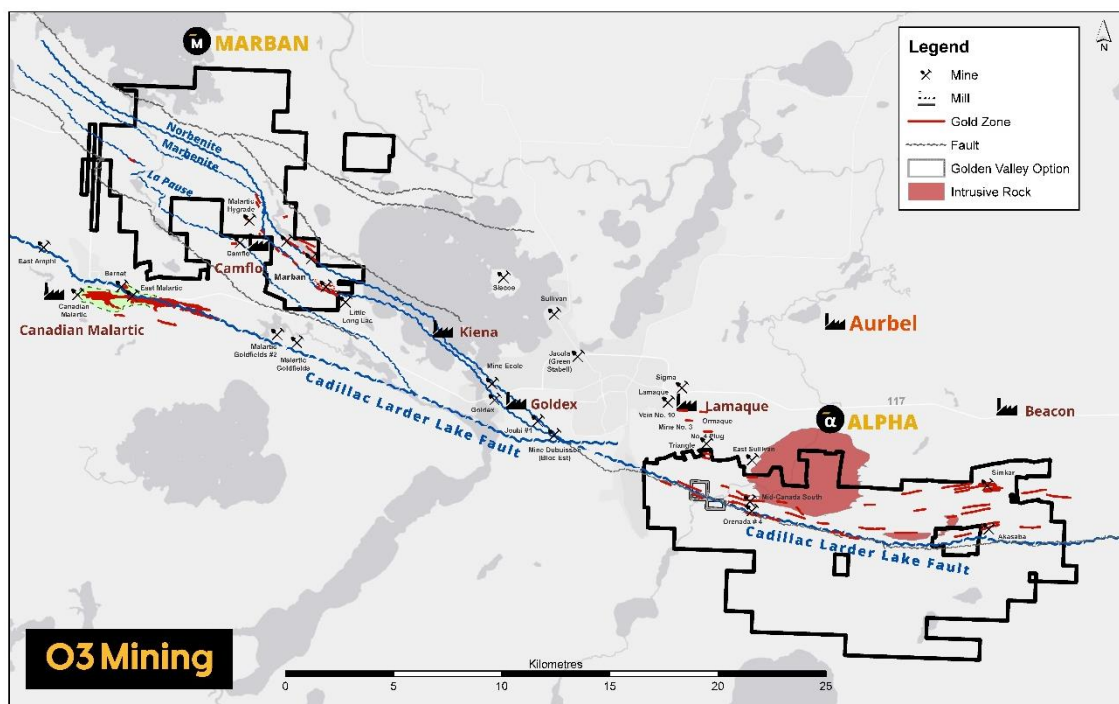 MARBAN
M
N
Legend
Mine
Mill
Gold Zone
Fault
Golden Valley Option
Intrusive Rock
Norbenite
Marbenite
La Pause
Malartic
Hygrade
Camflo
Camflo
Marban
East Amphi
Barnat
East Malartic
Canadian
Malartic
Canadian Malartic
Little
Long Lac
Malartic
Goldfields #2
Malartic
Goldfields
Siscoe
Sullivan
Kiena
Jacola
(Green
Stabell)
Mine Ecole
Goldex
Goldex
Joubi #1
Mine Dubuisson
(Bloc Est)
Cadillac Larder Lake Fault
Aurbel
Sigma
Lamaque
Lamaque
Vein No. 10
Ormaque
Mine No. 3
No. 4 Plug
Triangle
East Sullivan
117
Beacon
α
ALPHA
Simkar
Mid-Canada South
Orenada # 4
Akasaba
Cadillac Larder Lake Fault
O3 Mining
Kilometres
0 5 10 15 20 25